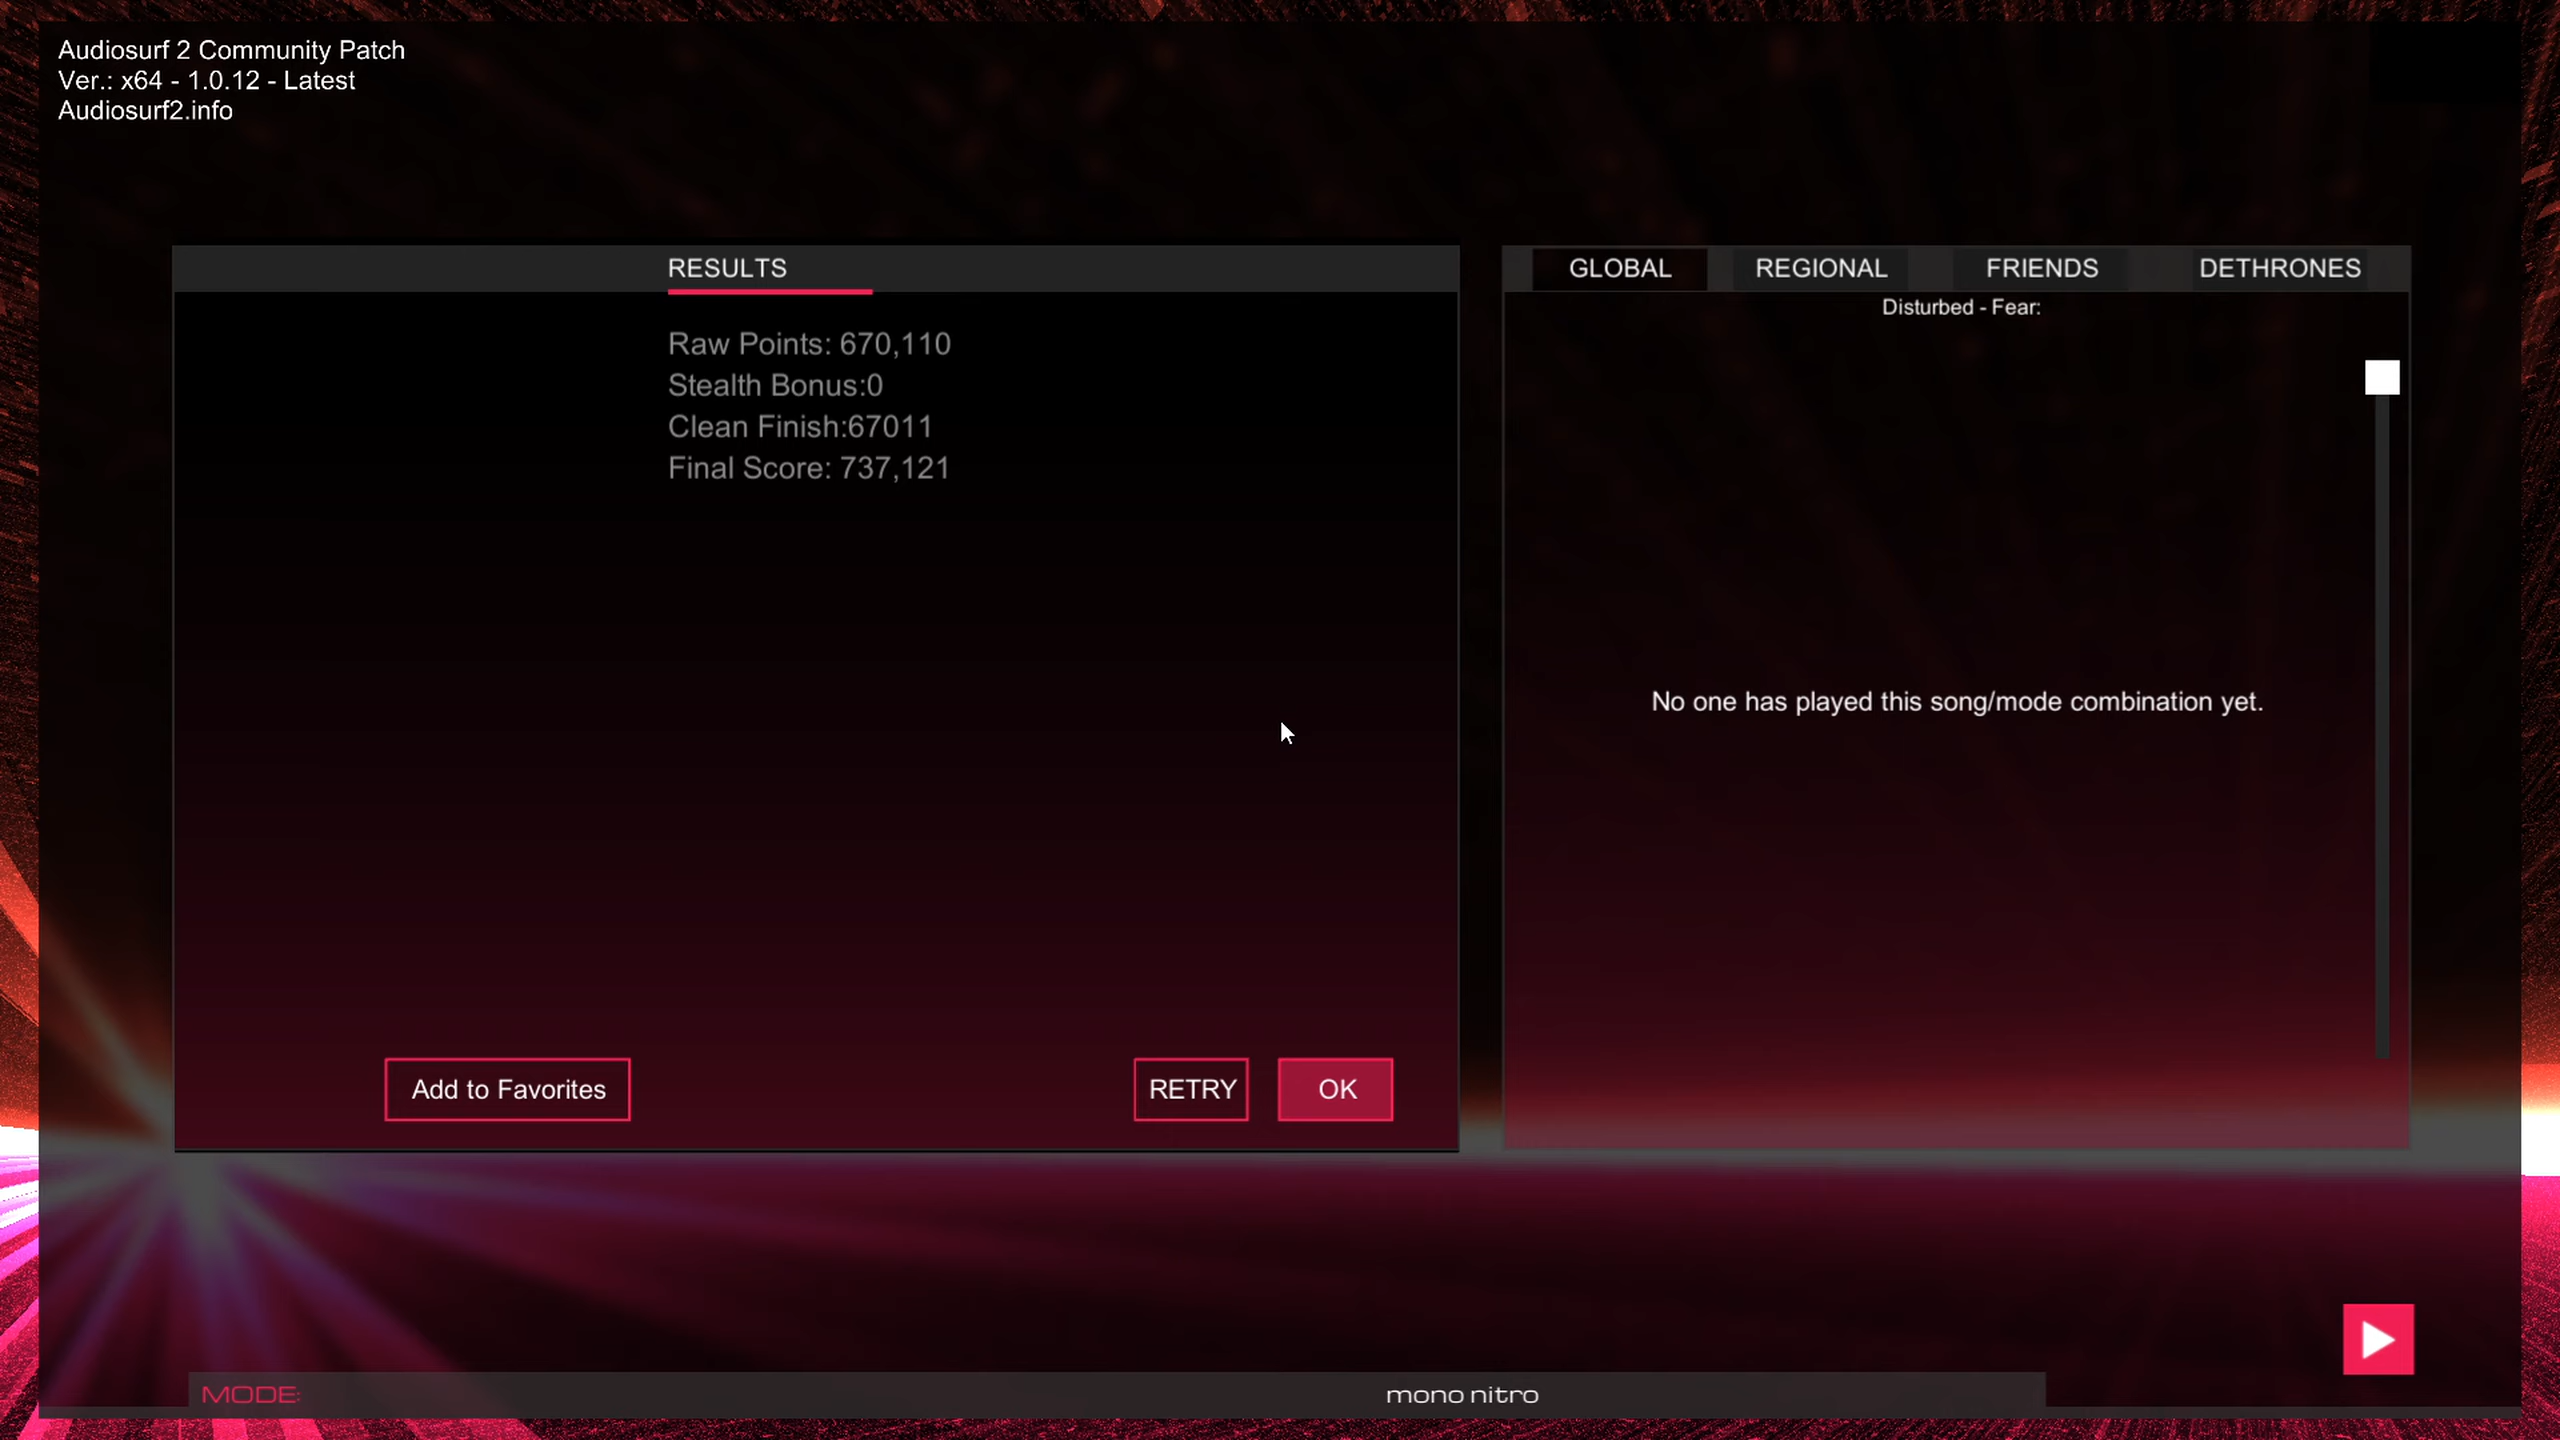 Audiosurf 2 Community Patch
Ver.: x64 - 1.0.12 - Latest
Audiosurf2.info
RESULTS
Raw Points: 670,110
Stealth Bonus:0
Clean Finish:67011
Final Score: 737,121
Add to Favorites
RETRY
OK
GLOBAL
REGIONAL
FRIENDS
DETHRONES
Disturbed - Fear:
No one has played this song/mode combination yet.
MODE:
mono nitro